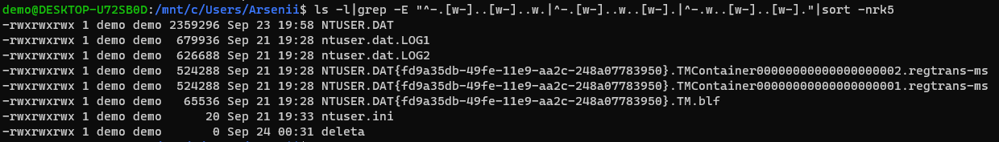 demo@DESKTOP-U72SB0D:/mnt/c/Users/Arsenii$ ls -l|grep -E "^-.[w-]..[w-]..w.|^-.[w-]..w..[w-].|^-.w..[w-]..[w-]."|sort -nrk5
-rwxrwxrwx 1 demo demo 2359296 Sep 23 19:58 NTUSER.DAT
-rwxrwxrwx 1 demo demo  679936 Sep 21 19:28 ntuser.dat.LOG1
-rwxrwxrwx 1 demo demo  626688 Sep 21 19:28 ntuser.dat.LOG2
-rwxrwxrwx 1 demo demo  524288 Sep 21 19:28 NTUSER.DAT{fd9a35db-49fe-11e9-aa2c-248a07783950}.TMContainer00000000000000000002.regtrans-ms
-rwxrwxrwx 1 demo demo  524288 Sep 21 19:28 NTUSER.DAT{fd9a35db-49fe-11e9-aa2c-248a07783950}.TMContainer00000000000000000001.regtrans-ms
-rwxrwxrwx 1 demo demo   65536 Sep 21 19:28 NTUSER.DAT{fd9a35db-49fe-11e9-aa2c-248a07783950}.TM.blf
-rwxrwxrwx 1 demo demo      20 Sep 21 19:33 ntuser.ini
-rwxrwxrwx 1 demo demo       0 Sep 24 00:31 deleta